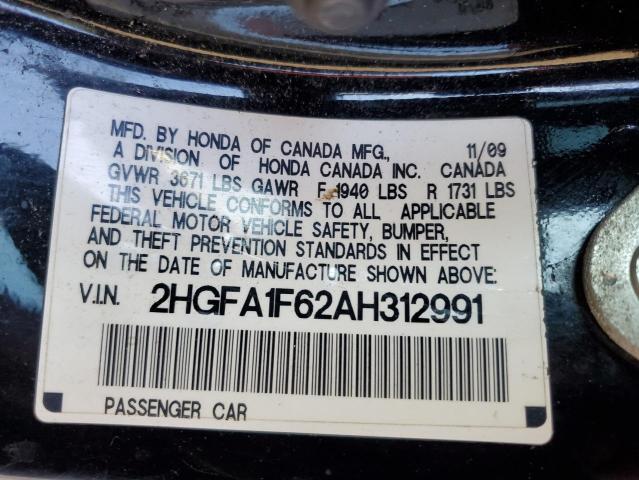 MFD. BY HONDA OF CANADA MFG., 11/09
A DIVISION OF HONDA CANADA INC. CANADA
GVWR 3671 LBS GAWR F 1940 LBS R 1731 LBS
THIS VEHICLE CONFORMS TO ALL APPLICABLE
FEDERAL MOTOR VEHICLE SAFETY, BUMPER,
AND THEFT PREVENTION STANDARDS IN EFFECT
ON THE DATE OF MANUFACTURE SHOWN ABOVE:
V.I.N. 2HGFA1F62AH312991
PASSENGER CAR